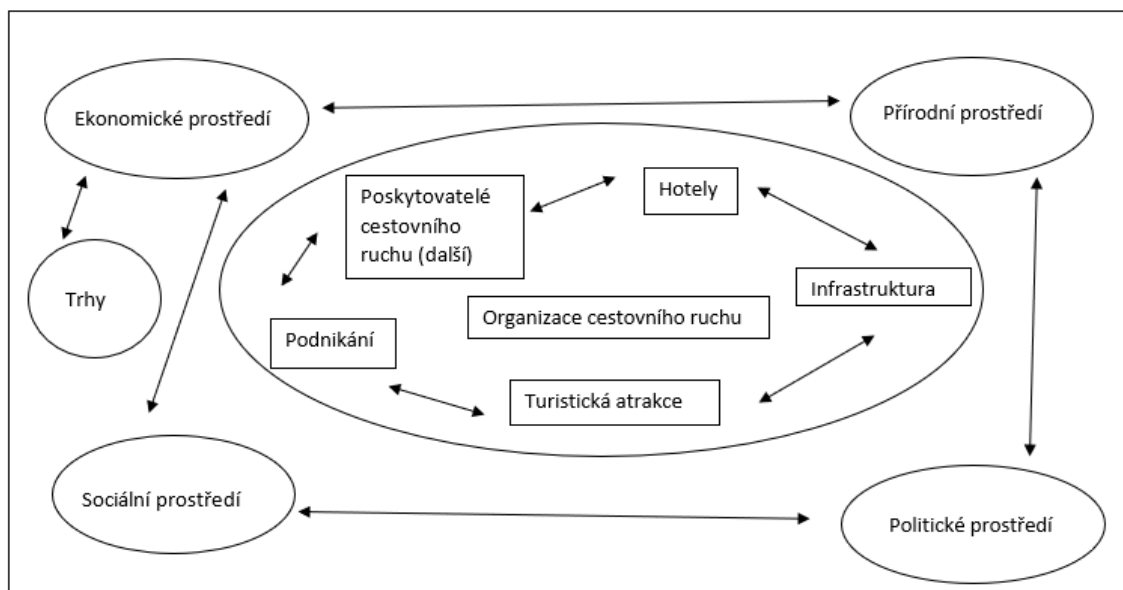 Ekonomické prostředí
Přírodní prostředí
Poskytovatelé
cestovního
ruchu (další)
Hotely
Trhy
Infrastruktura
Organizace cestovního ruchu
Podnikání
Turistická atrakce
Sociální prostředí
Politické prostředí